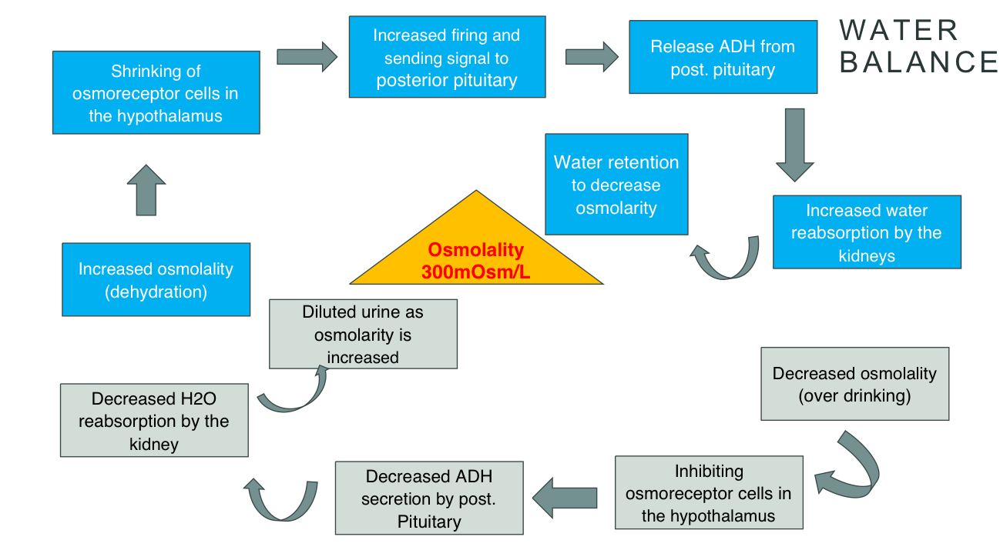 WATER
BALANCE
Increased firing and
sending signal to
posterior pituitary
Release ADH from
post. pituitary
Shrinking of
osmoreceptor cells in
the hypothalamus
Water retention
to decrease
osmolarity
Increased water
reabsorption by the
kidneys
Increased osmolality
(dehydration)
Osmolality
300mOsm/L
Diluted urine as
osmolarity is
increased
Decreased osmolality
(over drinking)
Decreased H2O
reabsorption by the
kidney
Inhibiting
osmoreceptor cells in
the hypothalamus
Decreased ADH
secretion by post.
Pituitary